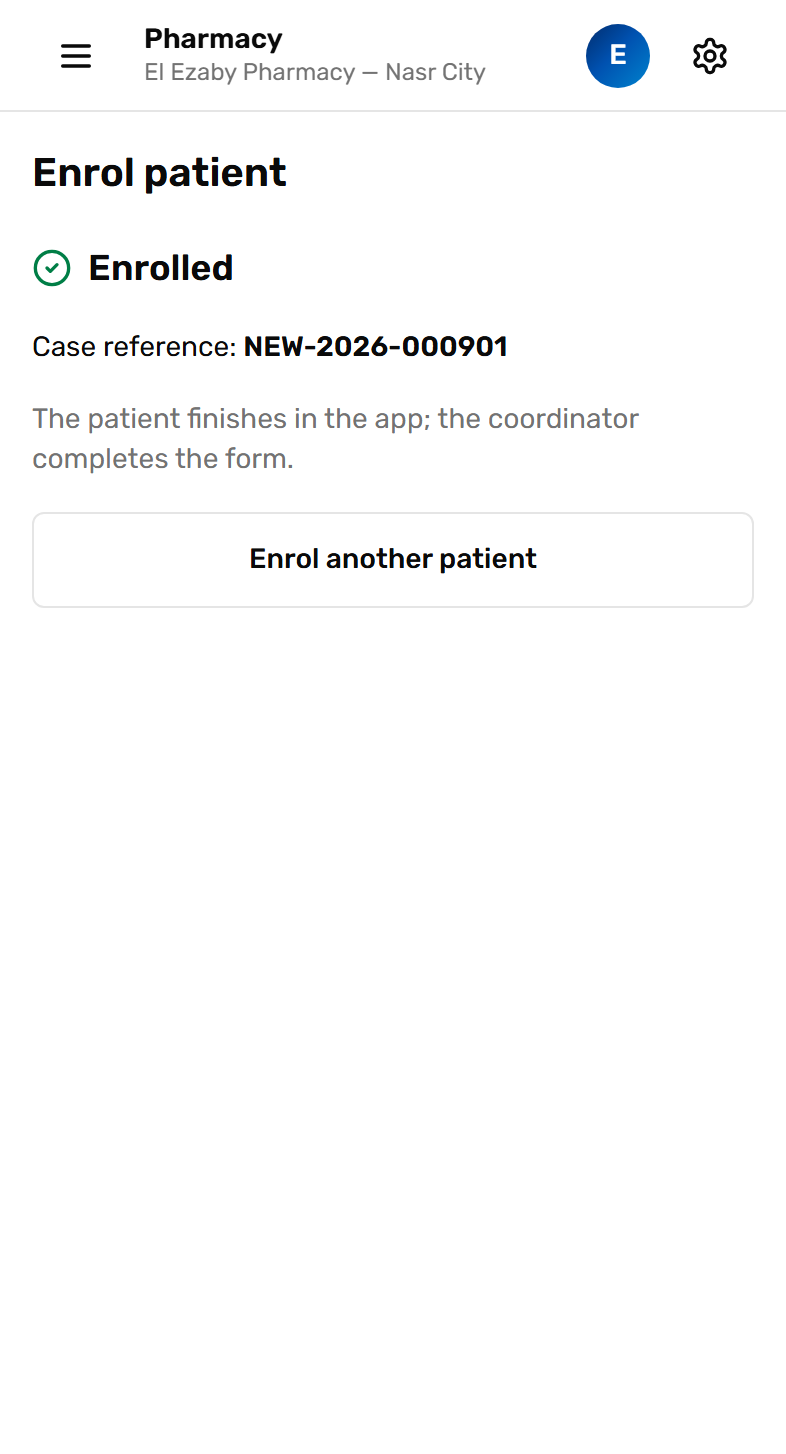 Pharmacy
El Ezaby Pharmacy – Nasr City
E
Enrol patient
Enrolled
Case reference: NEW-2026-000901
The patient finishes in the app; the coordinator
completes the form.
Enrol another patient